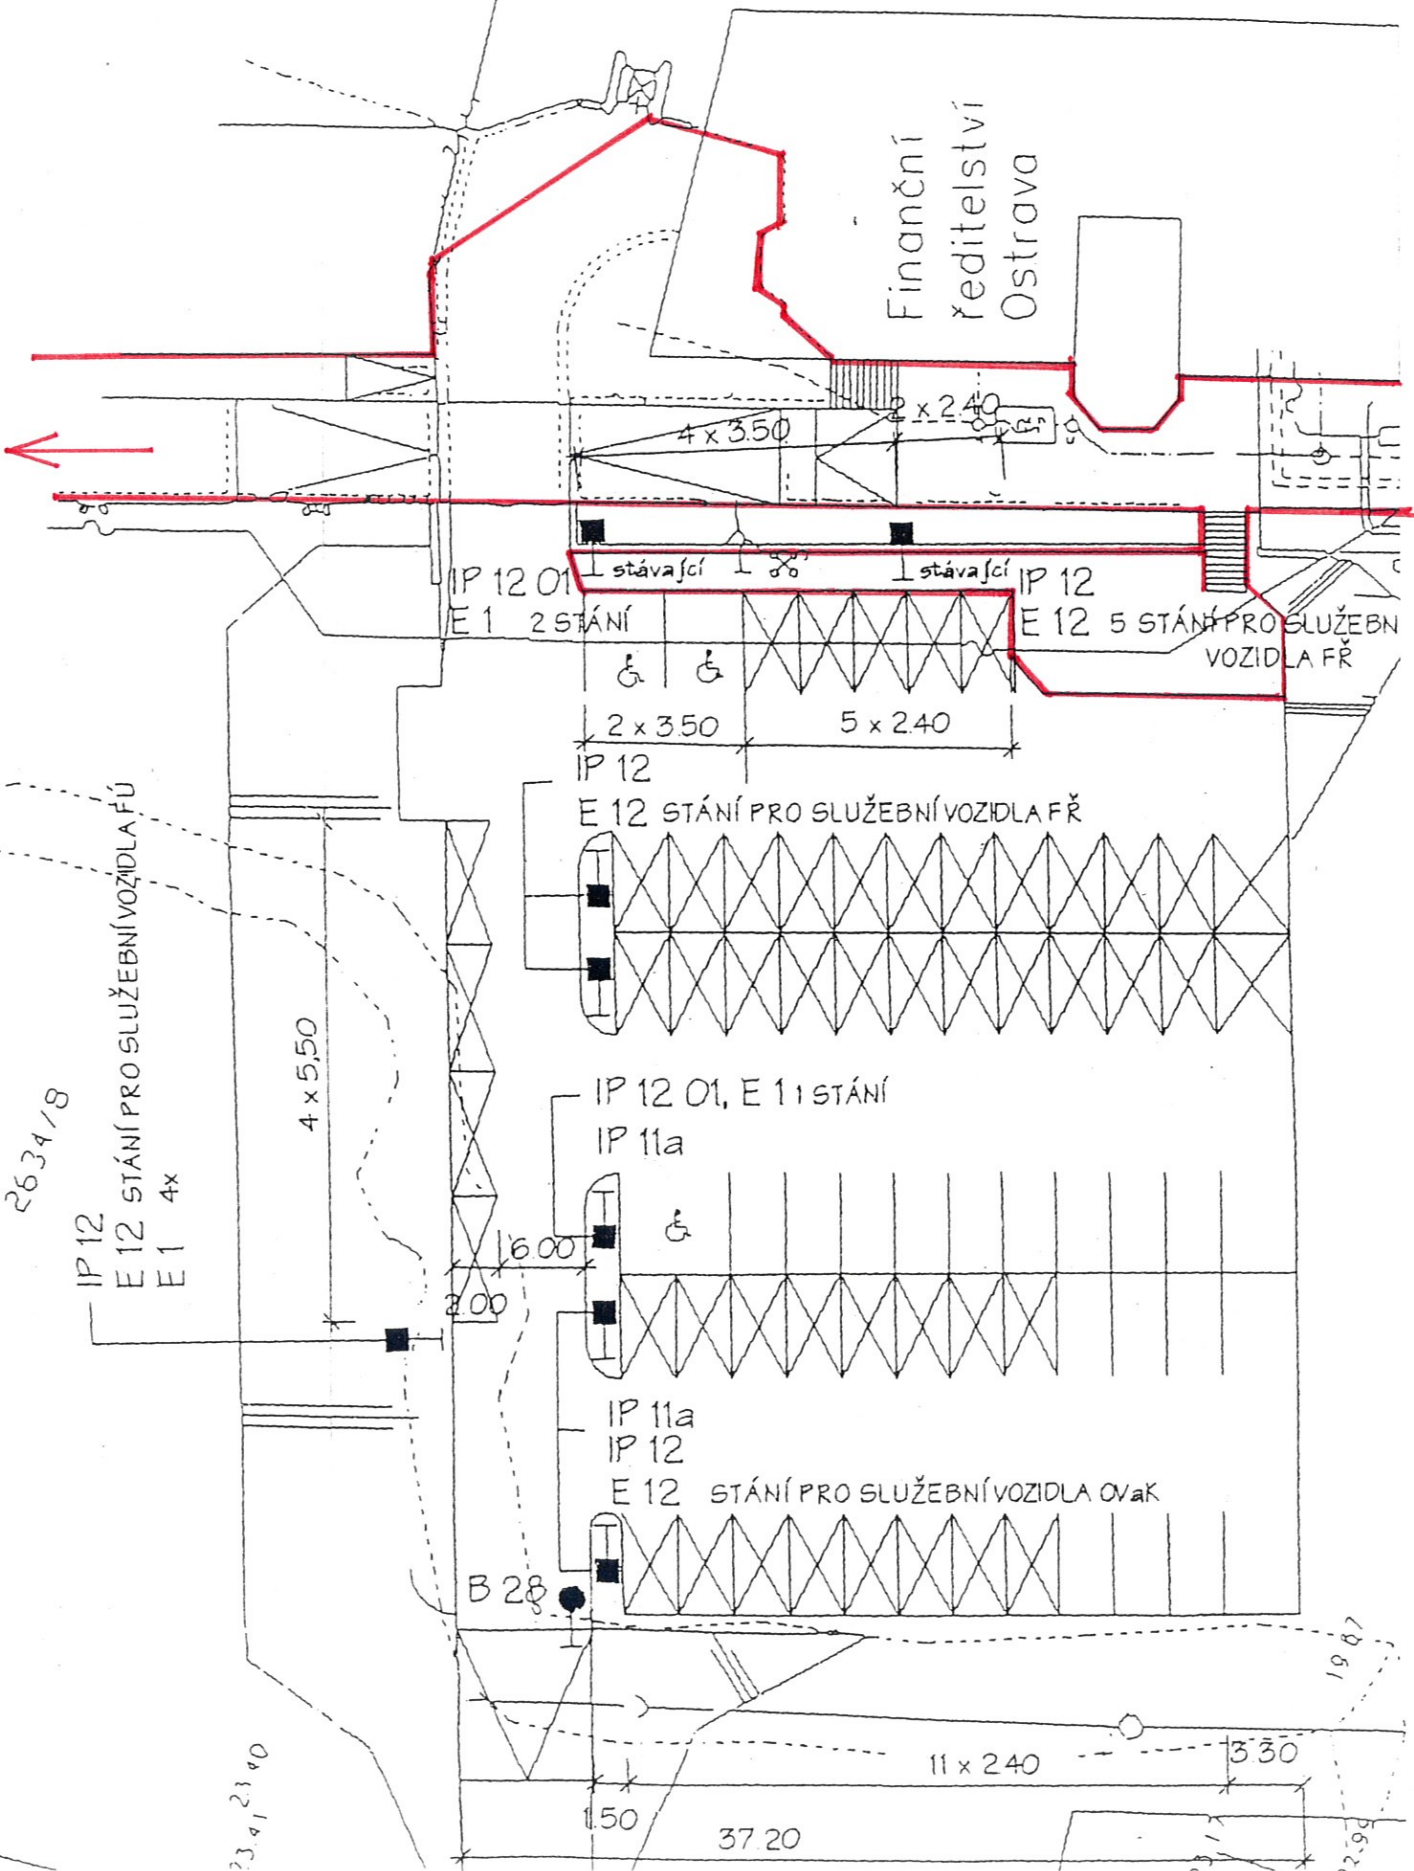 Finanční
ředitelství
Ostrava
2 x 2.40
4 x 3.50
stávající
stávající
IP 12 O1
E 1 2 STÁNÍ
IP 12
E 12 5 STÁNÍ PRO SLUŽEBN
VOZIDLA FŘ
2 x 3.50
5 x 2.40
IP 12
E 12 STÁNÍ PRO SLUŽEBNÍ VOZIDLA FŘ
IP 12
E 12 STÁNÍ PRO SLUŽEBNÍ VOZIDLA FÚ
E 1 4x
4 x 5,50
2634/8
IP 12 O1, E 1 1 STÁNÍ
IP 11a
6.00
2.00
IP 11a
IP 12
E 12 STÁNÍ PRO SLUŽEBNÍ VOZIDLA OVaK
B 28
11 x 2.40
3.30
1.50
37.20